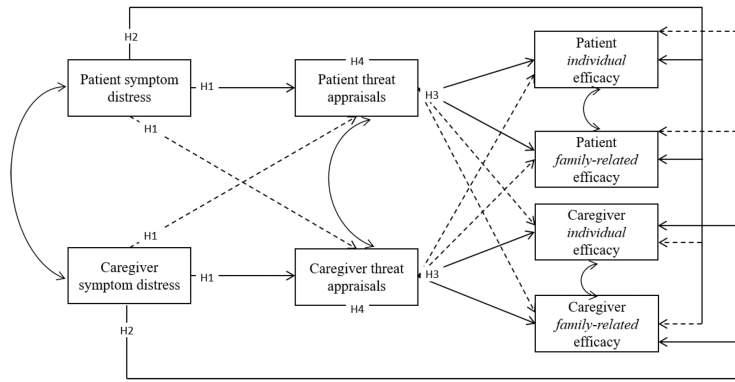 H2
Patient symptom
distress
H1
H1
H4
Patient threat
appraisals
H3
Patient
individual
efficacy
Patient
family-related
efficacy
H1
Caregiver
symptom distress
H1
H2
Caregiver threat
appraisals
H4
H3
Caregiver
individual
efficacy
Caregiver
family-related
efficacy